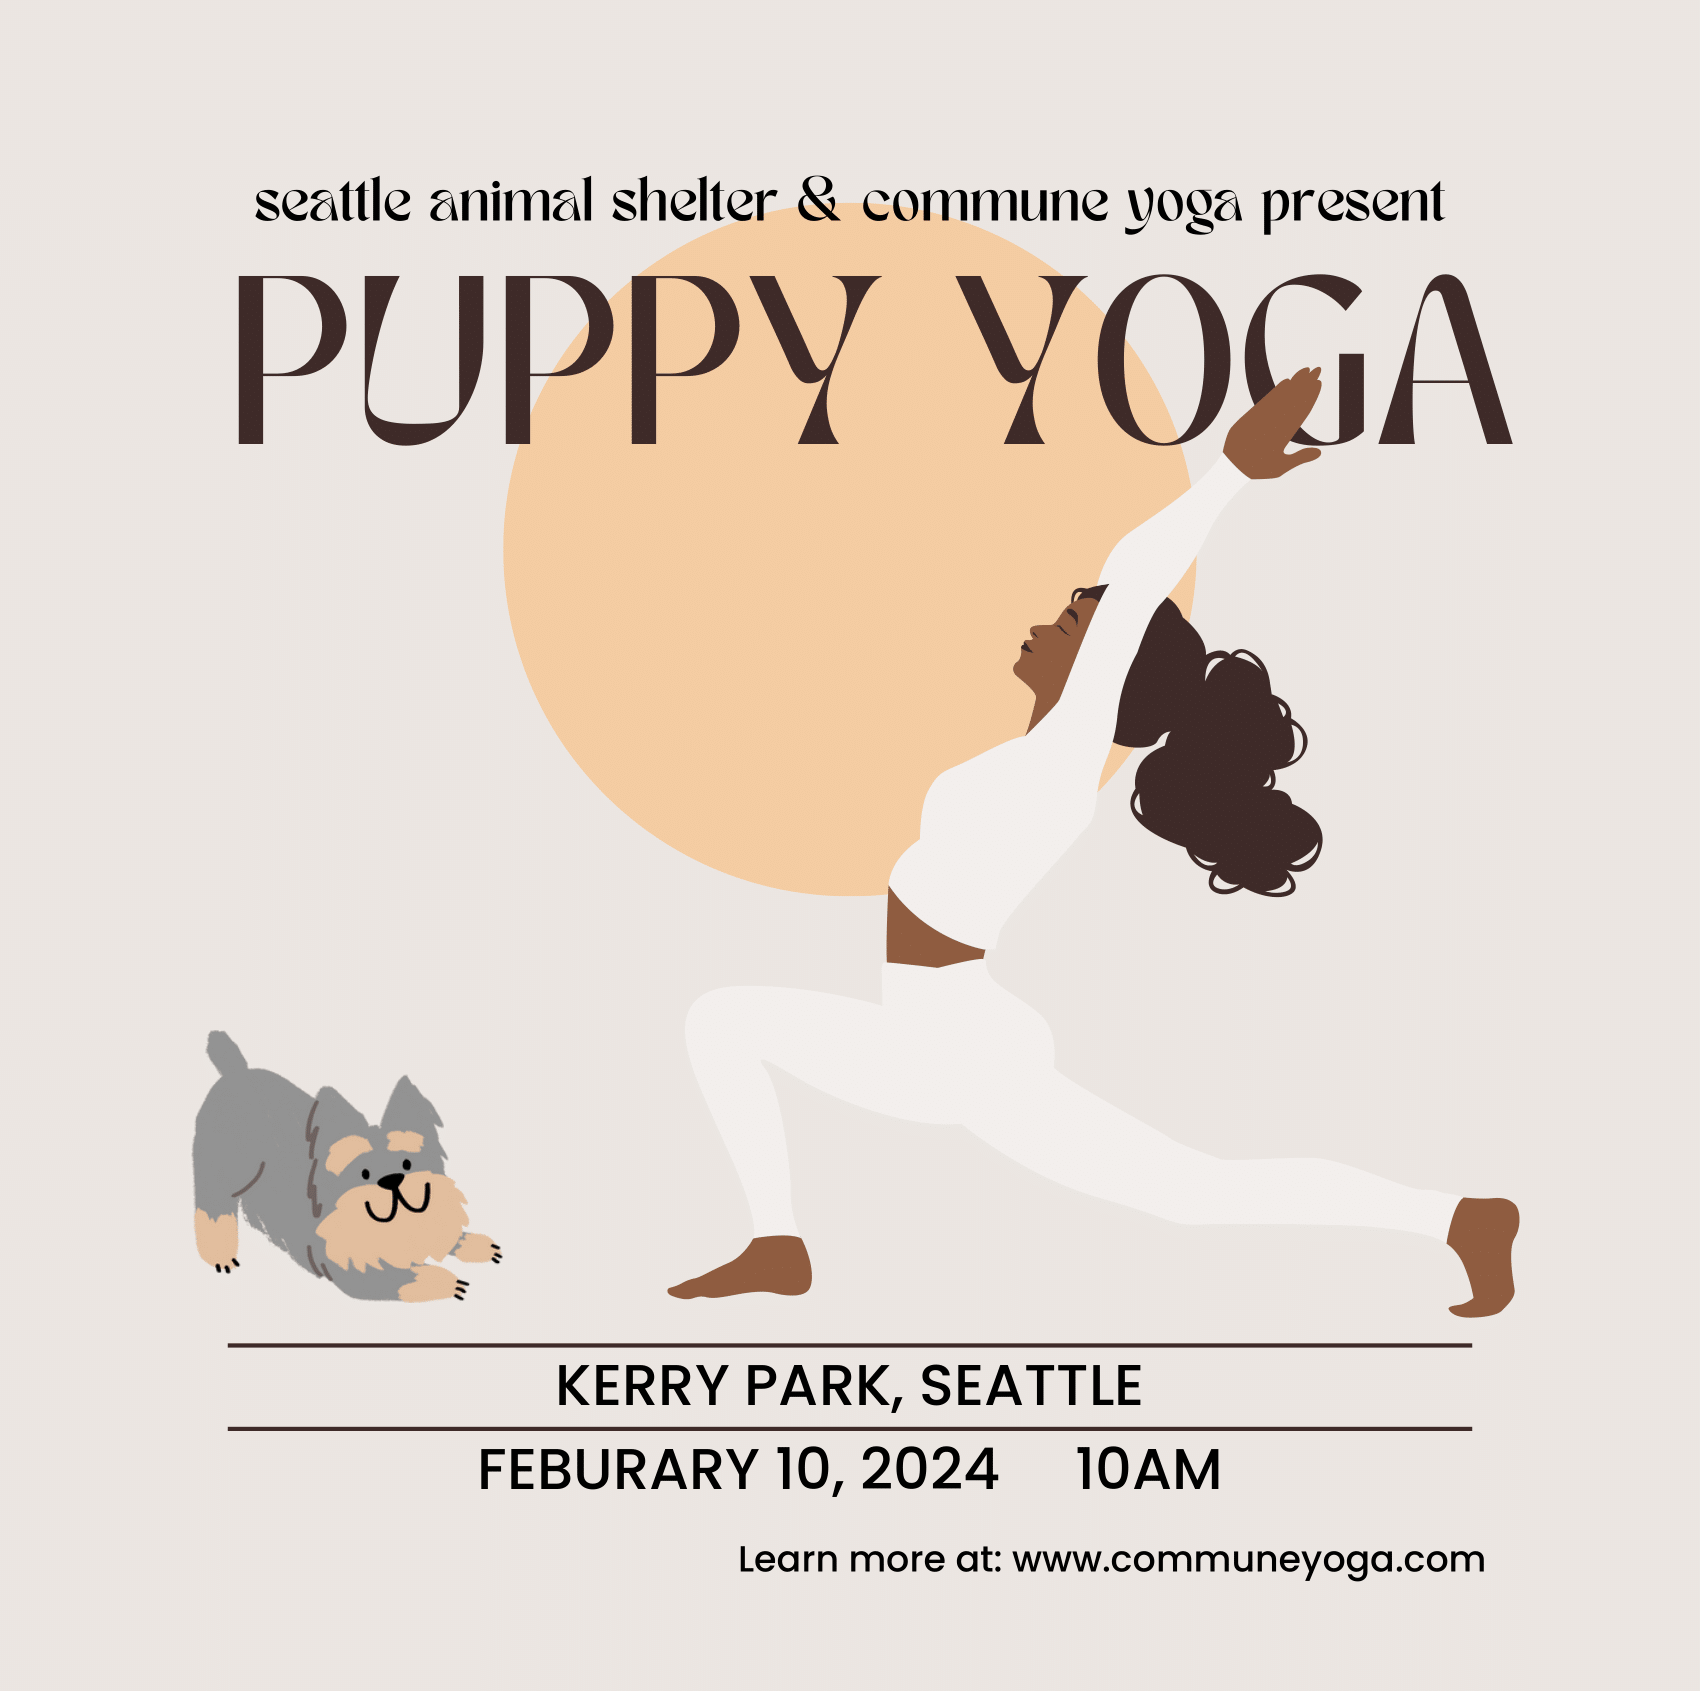 seattle animal shelter & commune yoga present
PUPPY YOGA
KERRY PARK, SEATTLE
FEBURARY 10, 2024 10AM
Learn more at: www.communeyoga.com